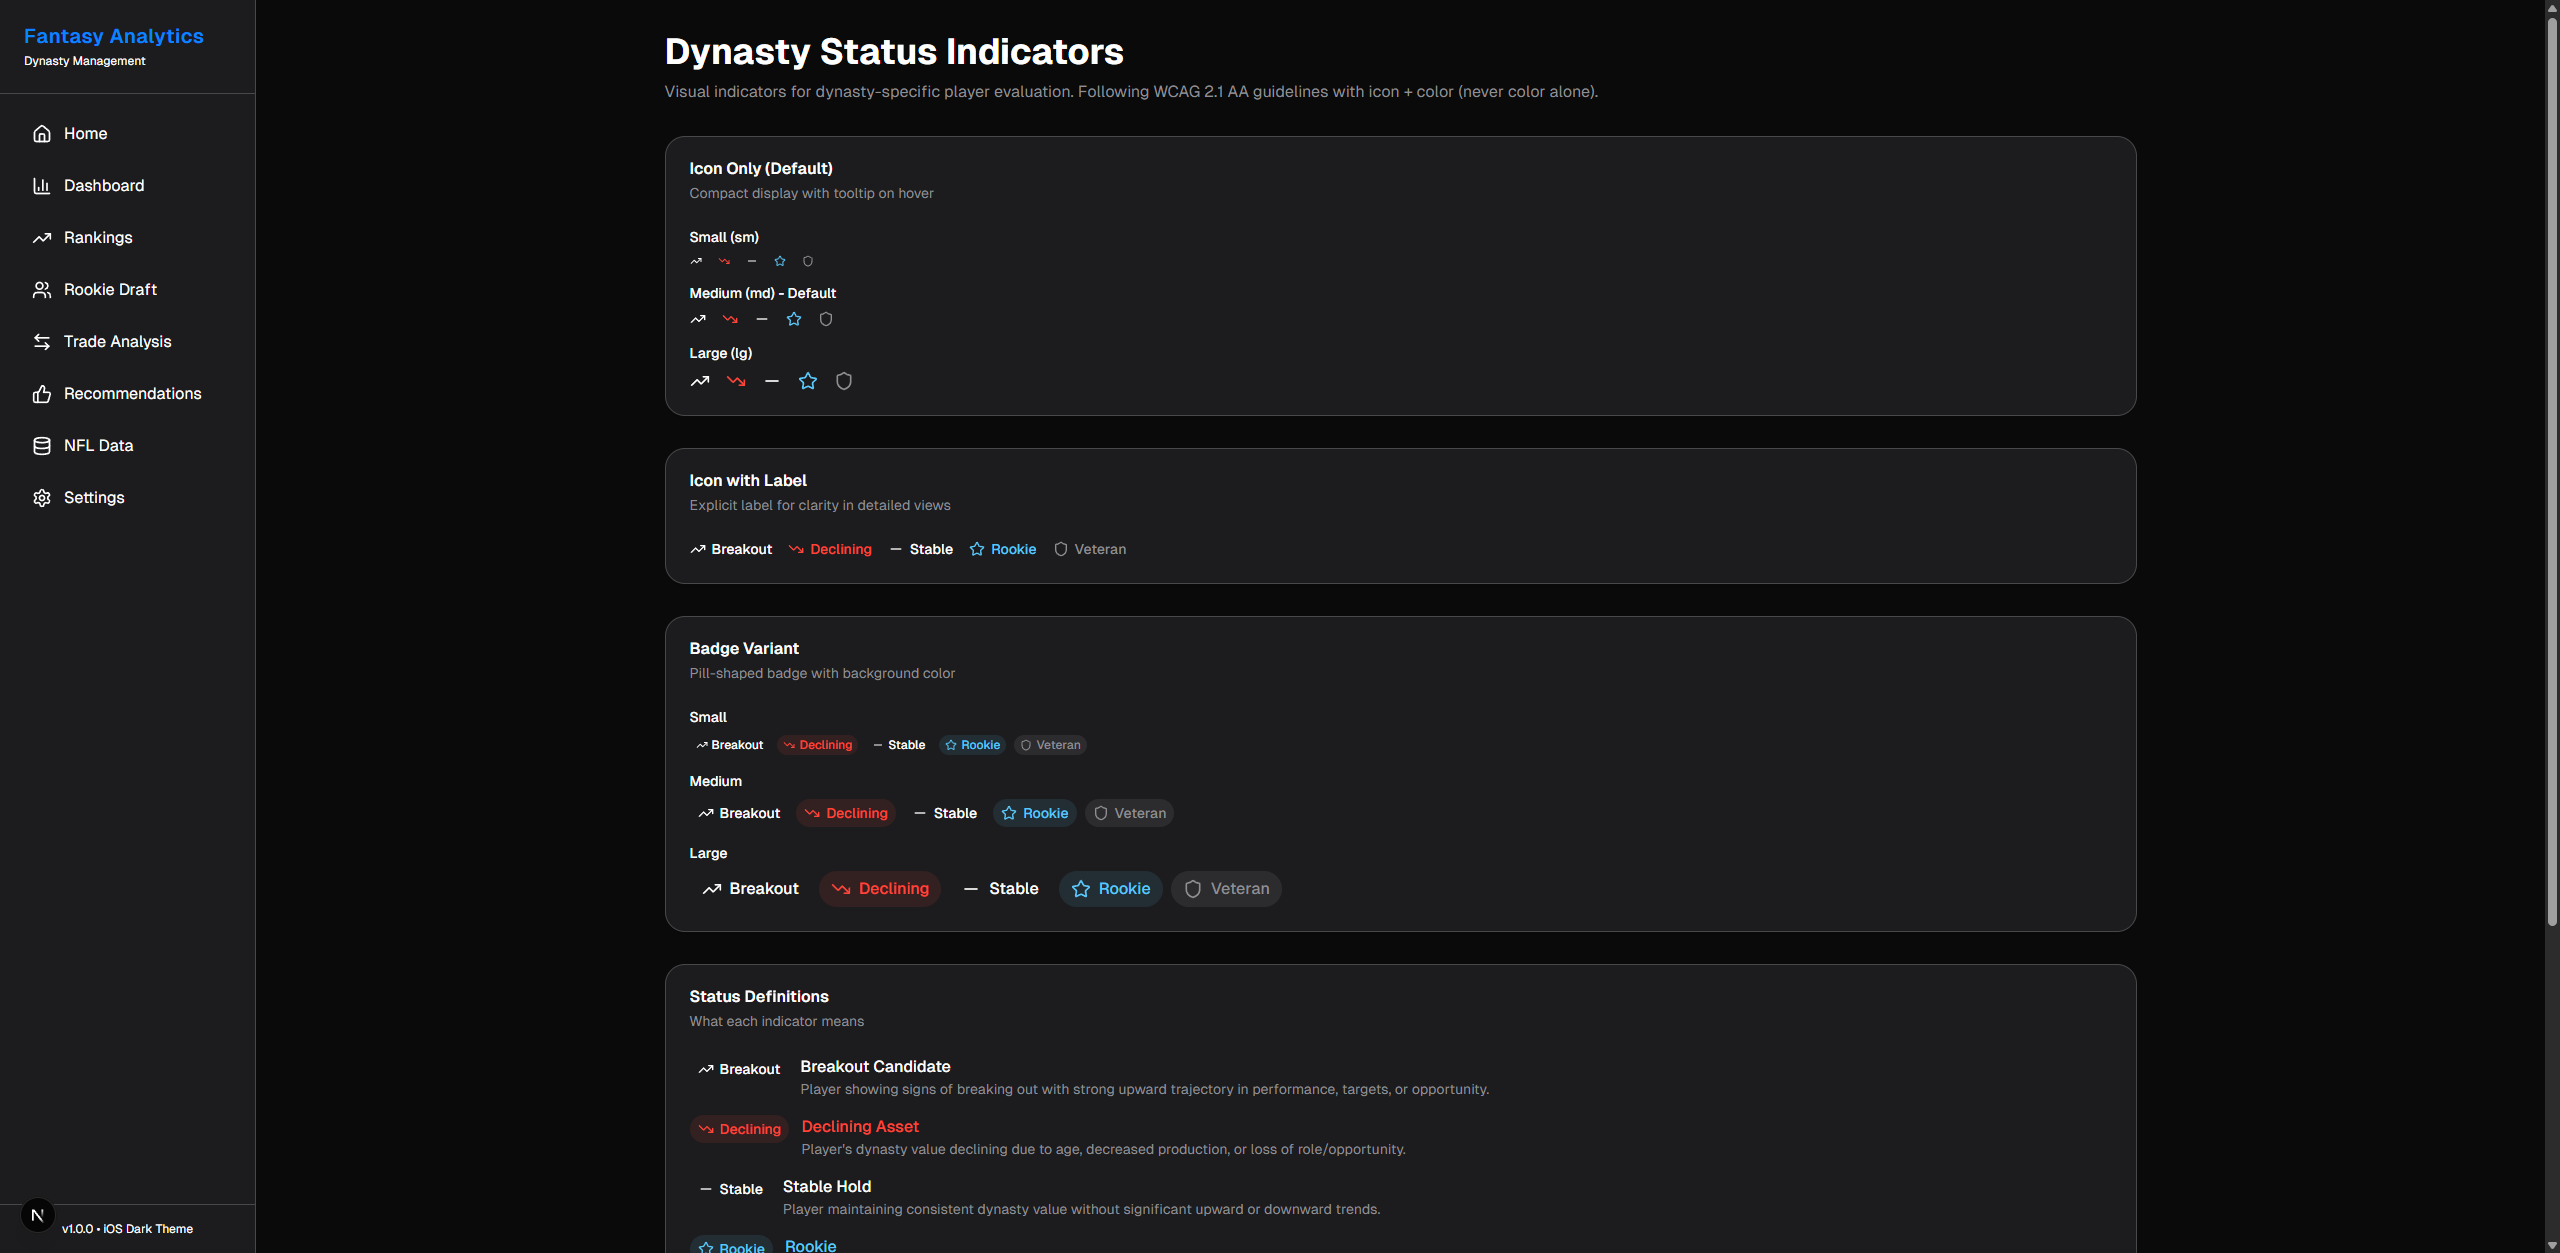 Fantasy Analytics
Dynasty Management
Home
Dashboard
Rankings
Rookie Draft
Trade Analysis
Recommendations
NFL Data
Settings
N
v1.0.0 • iOS Dark Theme
Dynasty Status Indicators
Visual indicators for dynasty-specific player evaluation. Following WCAG 2.1 AA guidelines with icon + color (never color alone).
Icon Only (Default)
Compact display with tooltip on hover
Small (sm)
Medium (md) - Default
Large (lg)
Icon with Label
Explicit label for clarity in detailed views
Breakout Declining Stable Rookie Veteran
Badge Variant
Pill-shaped badge with background color
Small
Breakout Declining Stable Rookie Veteran
Medium
Breakout Declining Stable Rookie Veteran
Large
Breakout Declining Stable Rookie Veteran
Status Definitions
What each indicator means
Breakout Breakout Candidate
Player showing signs of breaking out with strong upward trajectory in performance, targets, or opportunity.
Declining Declining Asset
Player's dynasty value declining due to age, decreased production, or loss of role/opportunity.
Stable Stable Hold
Player maintaining consistent dynasty value without significant upward or downward trends.
Rookie Rookie